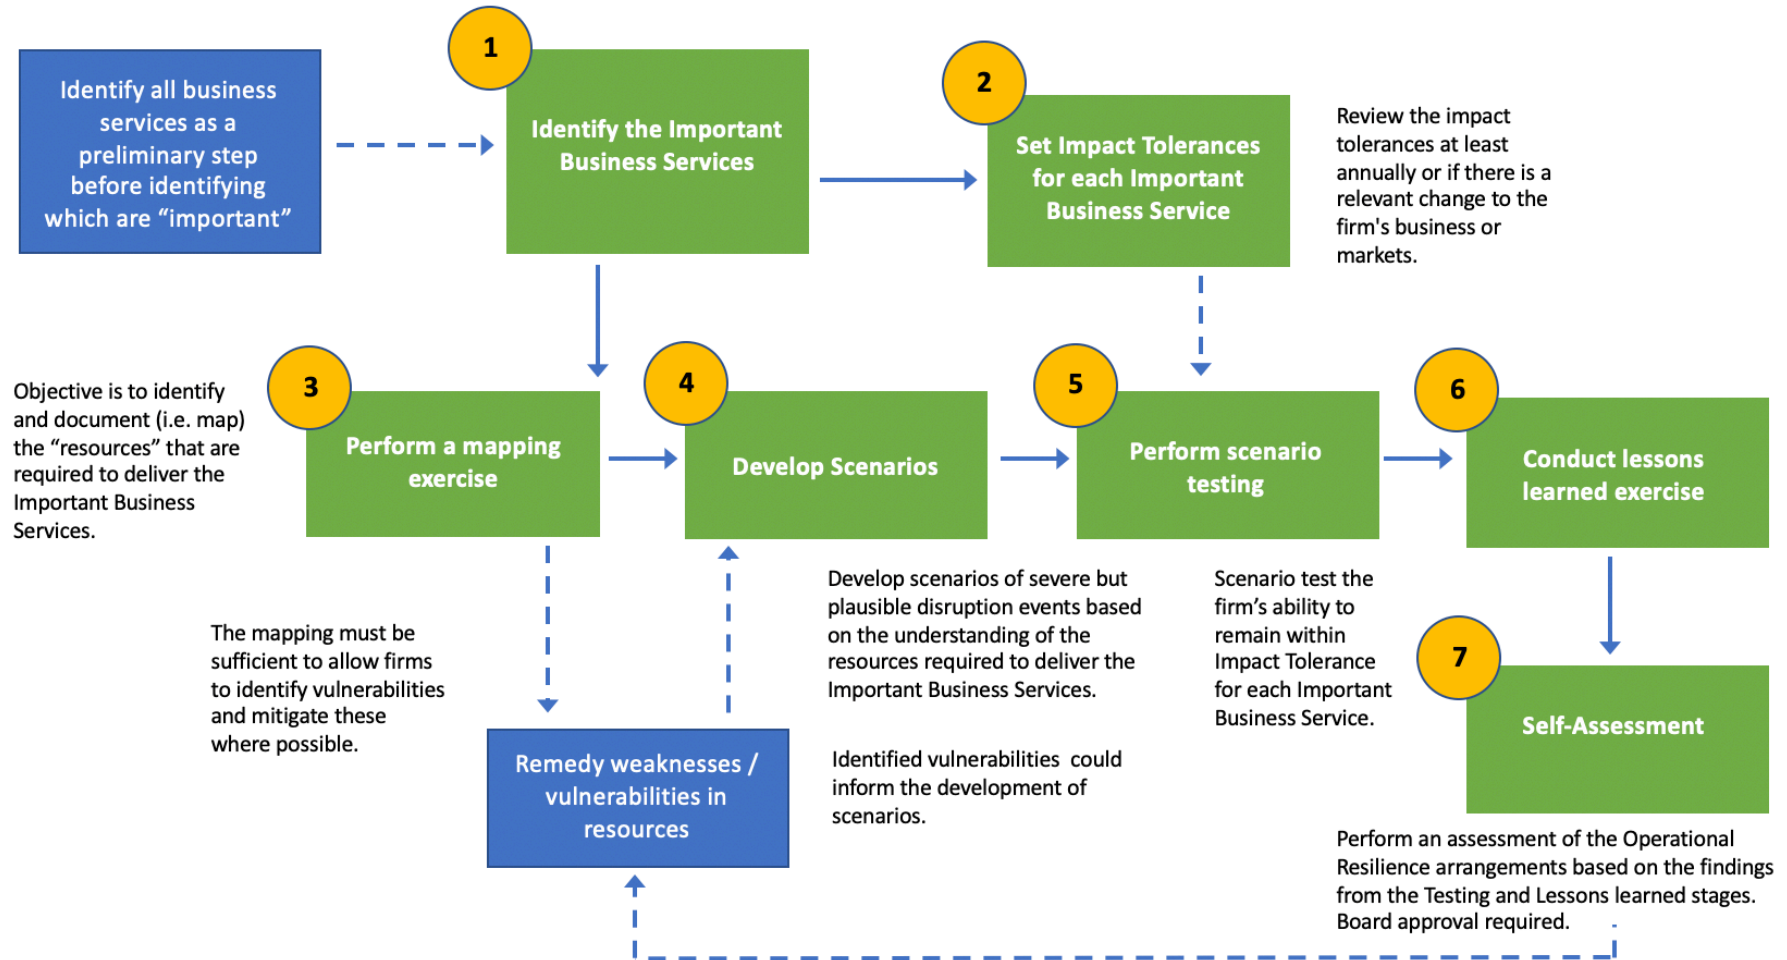 Identify all business
services as a
preliminary step
before identifying
which are “important”
1
Identify the Important
Business Services
2
Set Impact Tolerances
for each Important
Business Service
Review the impact
tolerances at least
annually or if there is a
relevant change to the
firm's business or
markets.
Objective is to identify
and document (i.e. map)
the “resources” that are
required to deliver the
Important Business
Services.
3
Perform a mapping
exercise
4
Develop Scenarios
5
Perform scenario
testing
6
Conduct lessons
learned exercise
The mapping must be
sufficient to allow firms
to identify vulnerabilities
and mitigate these
where possible.
Develop scenarios of severe but
plausible disruption events based
on the understanding of the
resources required to deliver the
Important Business Services.
Scenario test the
firm’s ability to
remain within
Impact Tolerance
for each Important
Business Service.
7
Self-Assessment
Remedy weaknesses /
vulnerabilities in
resources
Identified vulnerabilities  could
inform the development of
scenarios.
Perform an assessment of the Operational
Resilience arrangements based on the findings
from the Testing and Lessons learned stages.
Board approval required.